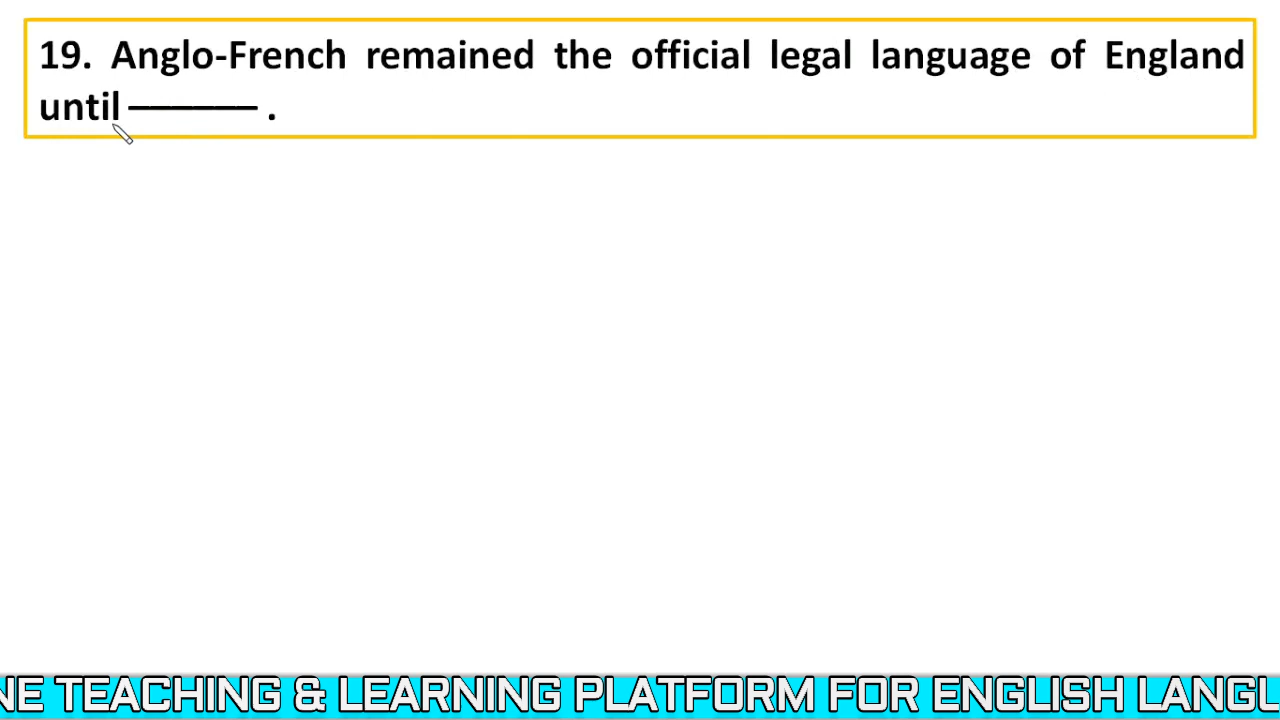 19. Anglo-French remained the official legal language of England
until ———— .
NE TEACHING & LEARNING PLATFORM FOR ENGLISH LANGU